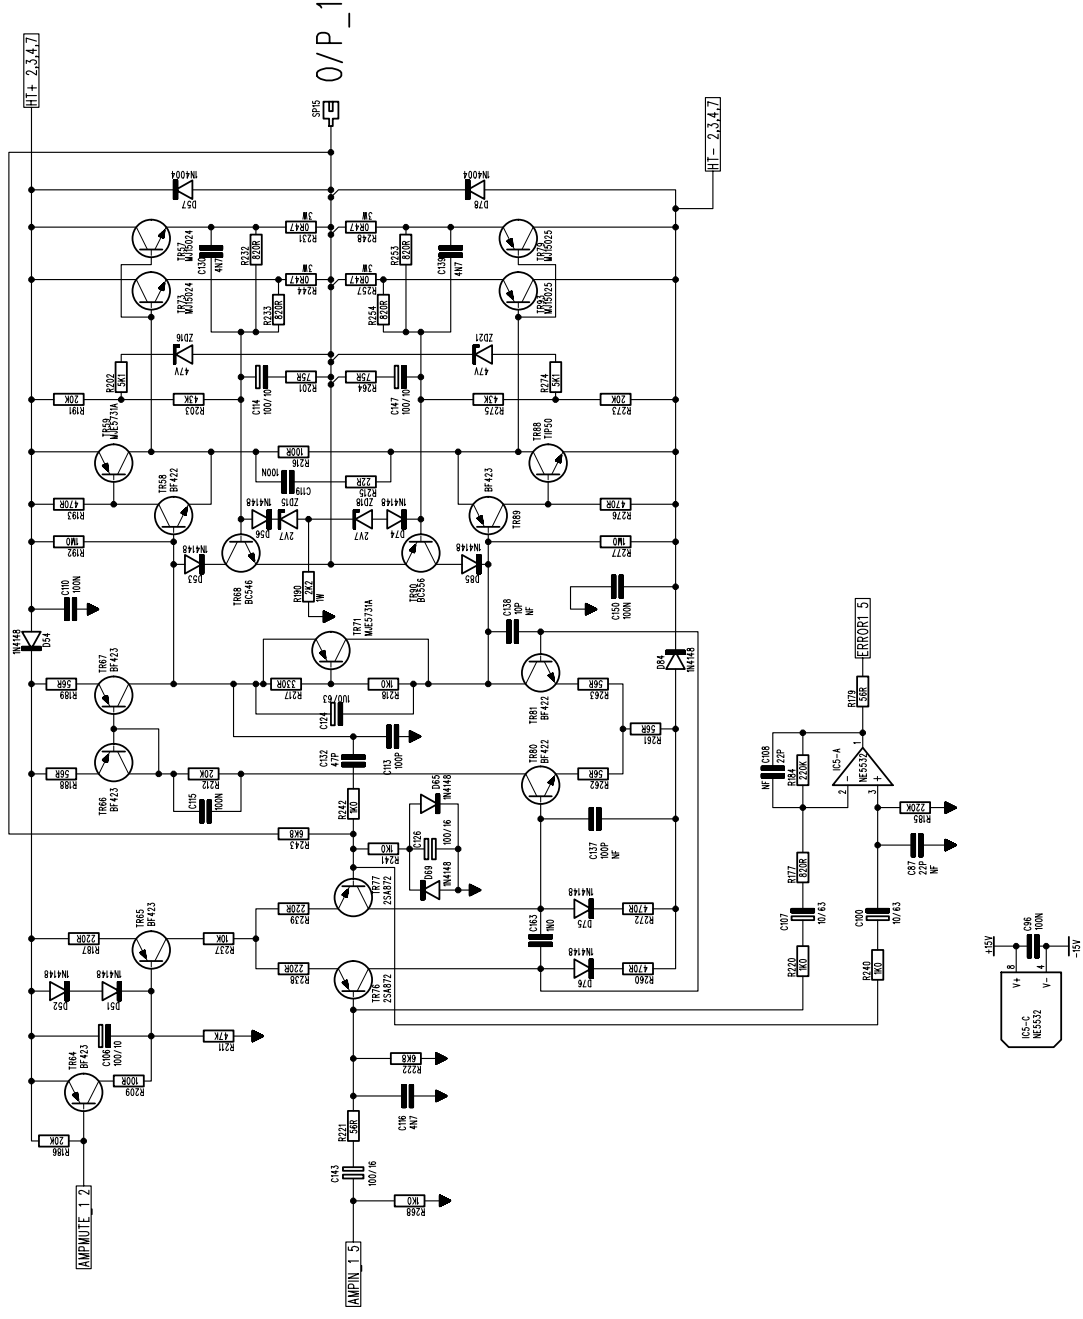 HT+ 2,3,4,7
O/P_1
SP15
HT- 2,3,4,7
1N4004
D57
1N4004
D78
TR57
MJ15024
C130
4N7
R232
820R
3W
0R47
R231
3W
0R47
R248
R253
820R
C139
4N7
TR79
MJ15025
TR73
MJ15024
R233
820R
3W
0R47
R244
3W
0R47
R257
R254
820R
TR93
MJ15025
ZD16
47V
ZD21
47V
R202
5K1
R274
5K1
20K
R191
43K
R203
C114
100/10
75R
R201
75R
R264
C147
100/10
43K
R275
20K
R273
TR59
MJE5731A
TR58
BF422
100R
R216
100N
C119
22R
R215
BF423
TR89
TR88
TIP50
470R
R193
470R
R276
1M0
R192
1M0
R277
1N4148
D53
1N4148
D56
ZD15
2V7
ZD18
2V7
1N4148
D74
1N4148
D85
TR68
BC546
TR90
BC556
R190
2K2
1W
C110
100N
C150
100N
1N4148
D54
TR71
MJE5731A
C138
10P
NF
D84
1N4148
TR67
BF423
56R
R189
330R
R217
1K0
R218
C124
100/63
TR81
BF422
56R
R263
56R
R261
TR66
BF423
56R
R188
20K
R212
C115
100N
C132
47P
C113
100P
TR80
BF422
56R
R262
R242
1K0
D65
1N4148
C126
100/16
D69
1N4148
6K8
R243
1K0
R241
C137
100P
NF
TR77
2SA872
TR76
2SA872
220R
R239
220R
R238
C163
1N0
1N4148
D75
470R
R272
1N4148
D76
470R
R260
TR65
BF423
220R
R187
10K
R237
1N4148
D52
1N4148
D51
C106
100/10
47K
R211
TR64
BF423
100R
R209
20K
R186
AMPMUTE_1 2
6K8
R222
C116
4N7
R221
56R
C143
100/16
1K0
R268
AMPIN_1 5
ERROR1 5
R179
56R
C108
22P
NF
R184
220K
IC5-A
NE5532
1
2
3
-
+
220K
R185
C87
22P
NF
R177
820R
C107
10/63
C100
10/63
R220
1K0
R240
1K0
+15V
C96
100N
-15V
8
V+
4
V-
IC5-C
NE5532